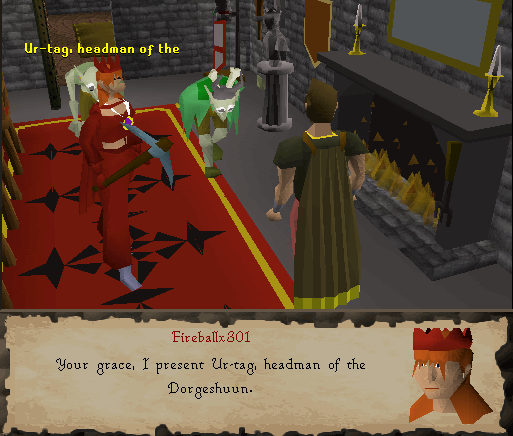 Ur-tag, headman of the
Fireballx301
Your grace, I present Ur-tag, headman of the
Dorgeshuun.